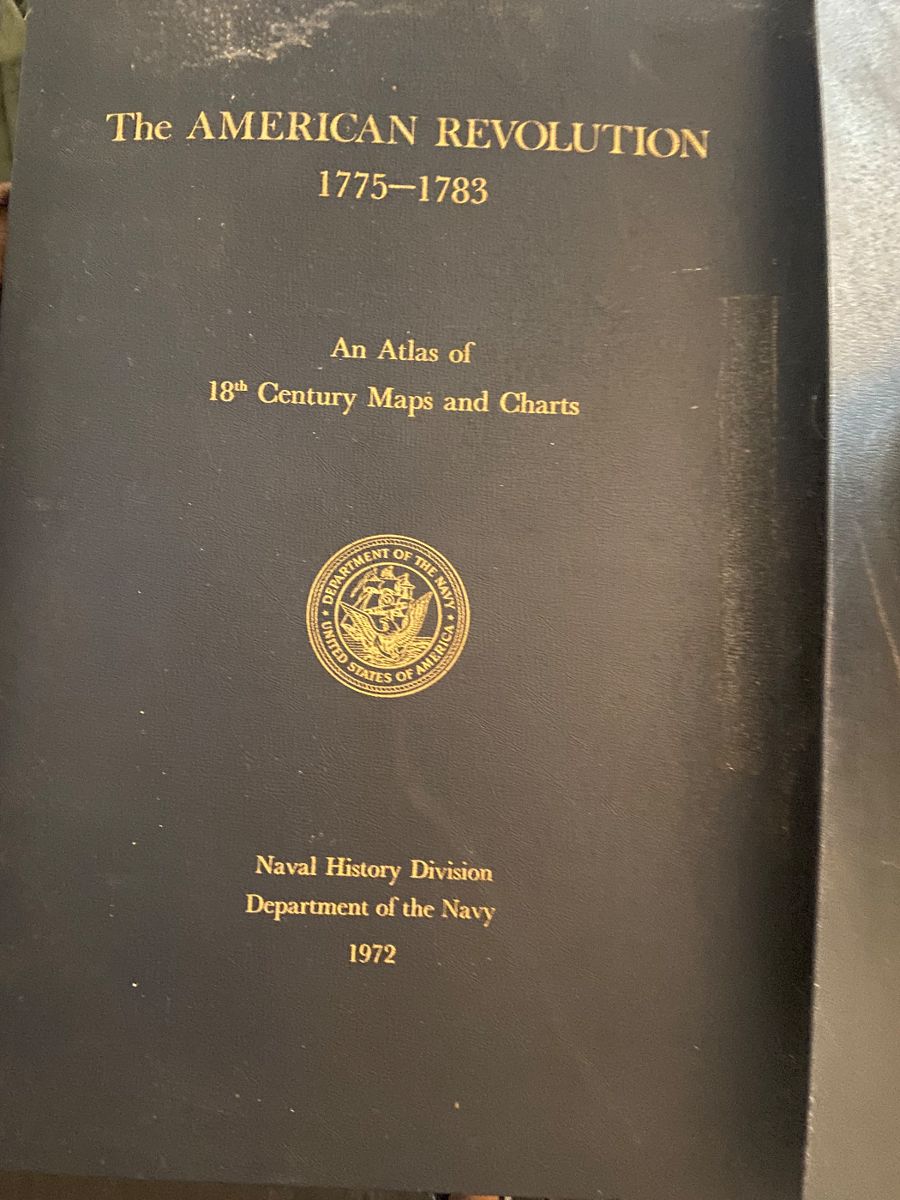 The AMERICAN REVOLUTION
1775—1783
An Atlas of
18th Century Maps and Charts
DEPARTMENT OF THE NAVY
UNITED STATES OF AMERICA
Naval History Division
Department of the Navy
1972